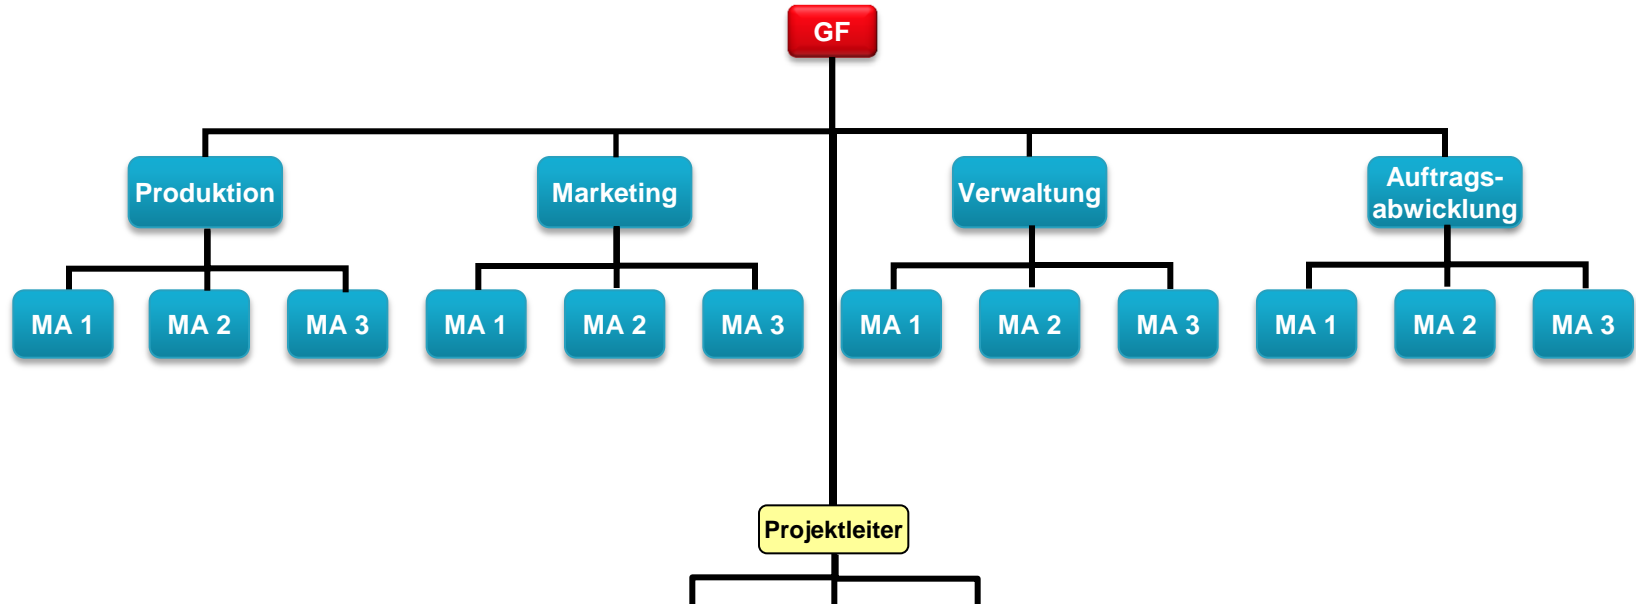 GF
Produktion
Marketing
Verwaltung
Auftrags-
abwicklung
MA 1
MA 2
MA 3
MA 1
MA 2
MA 3
MA 1
MA 2
MA 3
MA 1
MA 2
MA 3
Projektleiter